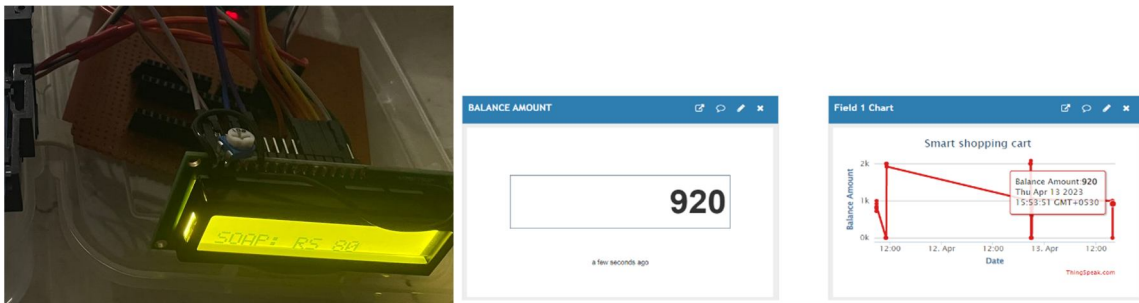 SOAP: RS 80
BALANCE AMOUNT
920
a few seconds ago
Field 1 Chart
Smart shopping cart
Balance Amount
2k
1k
0k
Balance Amount:920
Thu Apr 13 2023
15:53:51 GMT+0530
12:00 12. Apr 12:00 13. Apr 12:00
Date
ThingSpeak.com